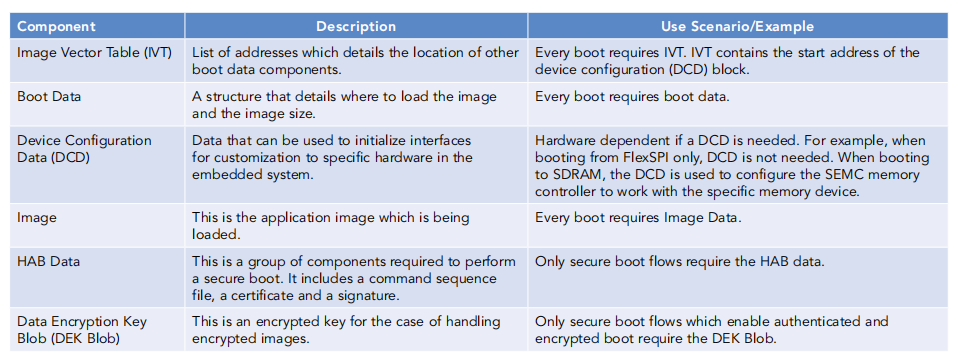 Component
Description
Use Scenario/Example
Image Vector Table (IVT)
List of addresses which details the location of other
boot data components.
Every boot requires IVT. IVT contains the start address of the
device configuration (DCD) block.
Boot Data
A structure that details where to load the image
and the image size.
Every boot requires boot data.
Device Configuration
Data (DCD)
Data that can be used to initialize interfaces
for customization to specific hardware in the
embedded system.
Hardware dependent if a DCD is needed. For example, when
booting from FlexSPI only, DCD is not needed. When booting
to SDRAM, the DCD is used to configure the SEMC memory
controller to work with the specific memory device.
Image
This is the application image which is being
loaded.
Every boot requires Image Data.
HAB Data
This is a group of components required to perform
a secure boot. It includes a command sequence
file, a certificate and a signature.
Only secure boot flows require the HAB data.
Data Encryption Key
Blob (DEK Blob)
This is an encrypted key for the case of handling
encrypted images.
Only secure boot flows which enable authenticated and
encrypted boot require the DEK Blob.